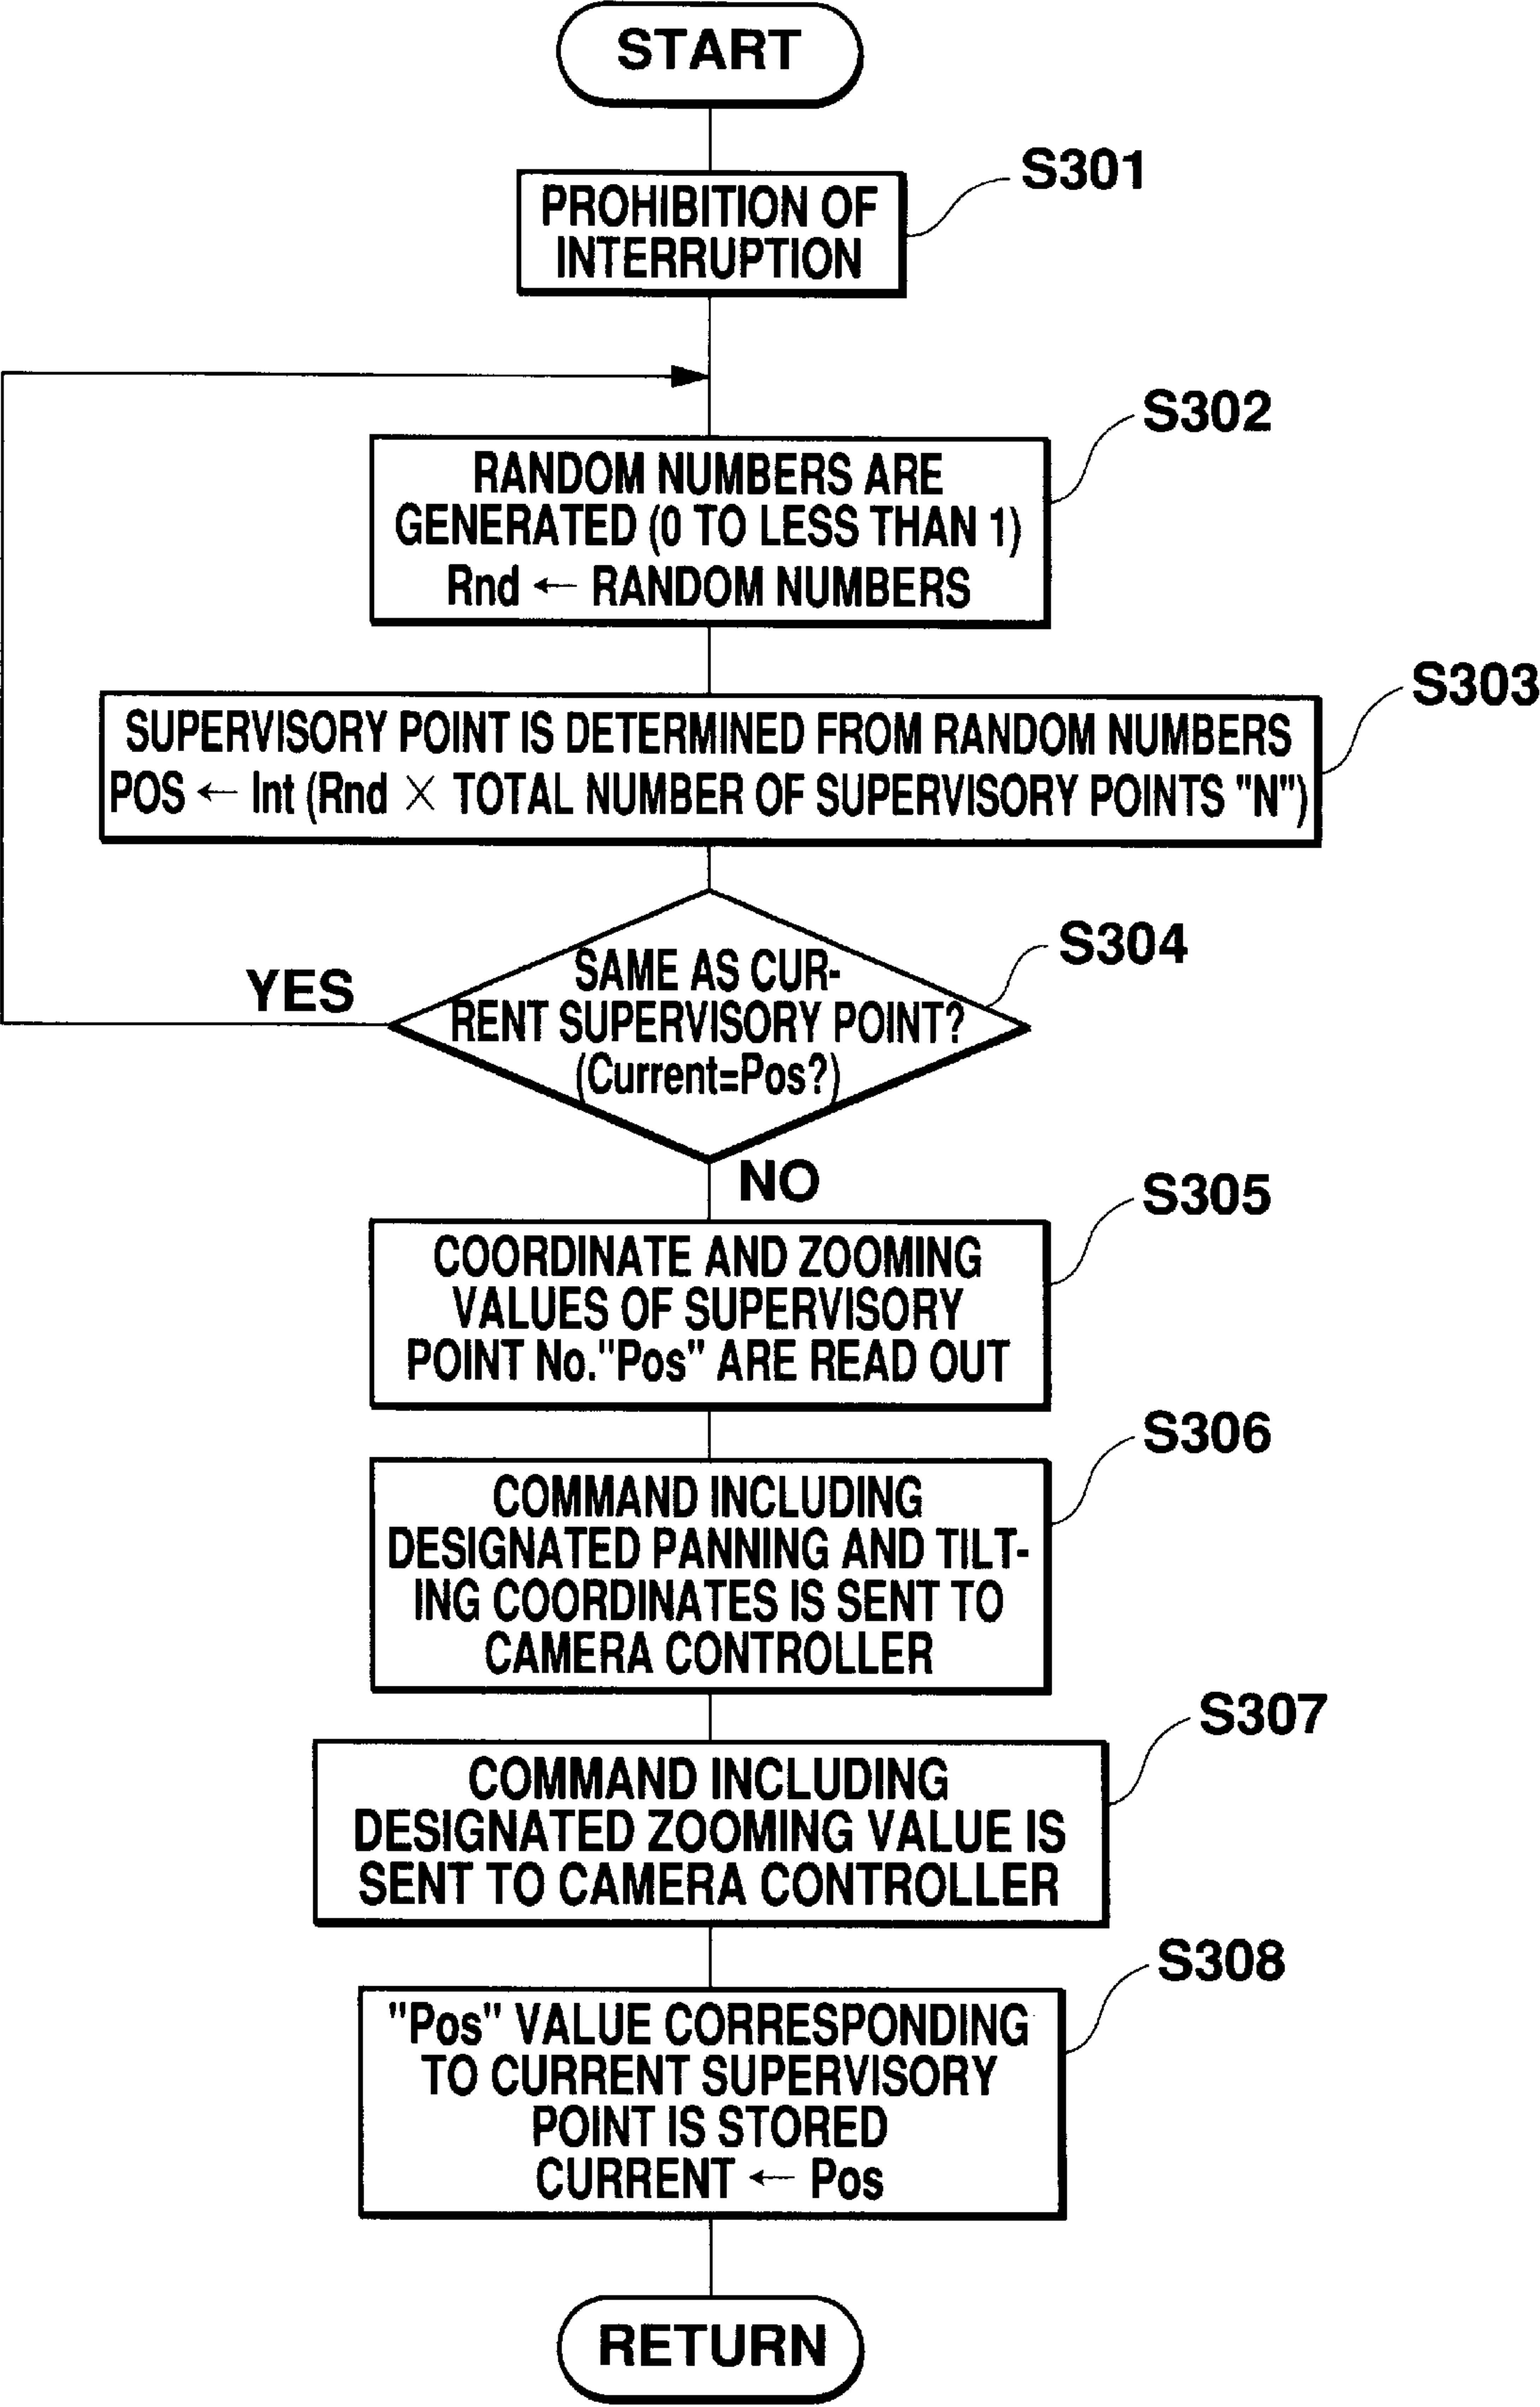 START
S301
PROHIBITION OF
INTERRUPTION
S302
RANDOM NUMBERS ARE
GENERATED (0 TO LESS THAN 1)
Rnd ← RANDOM NUMBERS
S303
SUPERVISORY POINT IS DETERMINED FROM RANDOM NUMBERS
POS ← Int (Rnd × TOTAL NUMBER OF SUPERVISORY POINTS "N")
S304
SAME AS CUR-
RENT SUPERVISORY POINT?
(Current=Pos?)
YES
NO
S305
COORDINATE AND ZOOMING
VALUES OF SUPERVISORY
POINT No."Pos" ARE READ OUT
S306
COMMAND INCLUDING
DESIGNATED PANNING AND TILT-
ING COORDINATES IS SENT TO
CAMERA CONTROLLER
S307
COMMAND INCLUDING
DESIGNATED ZOOMING VALUE IS
SENT TO CAMERA CONTROLLER
S308
"Pos" VALUE CORRESPONDING
TO CURRENT SUPERVISORY
POINT IS STORED
CURRENT ← Pos
RETURN